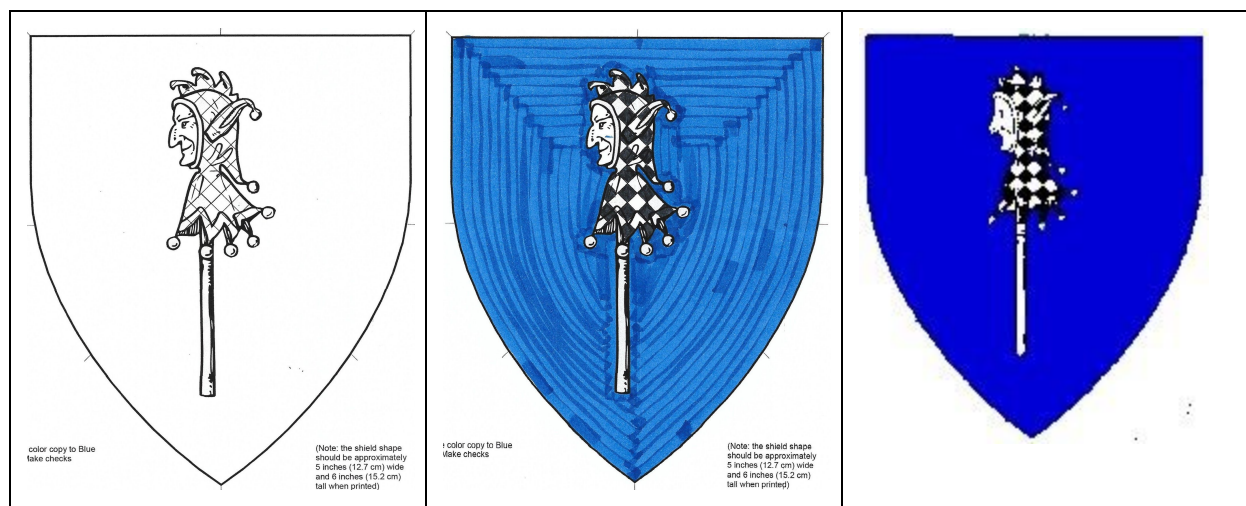 color copy to Blue
Make checks
(Note: the shield shape
should be approximately
5 inches (12.7 cm) wide
and 6 inches (15.2 cm)
tall when printed)
color copy to Blue
Make checks
(Note: the shield shape
should be approximately
5 inches (12.7 cm) wide
and 6 inches (15.2 cm)
tall when printed)